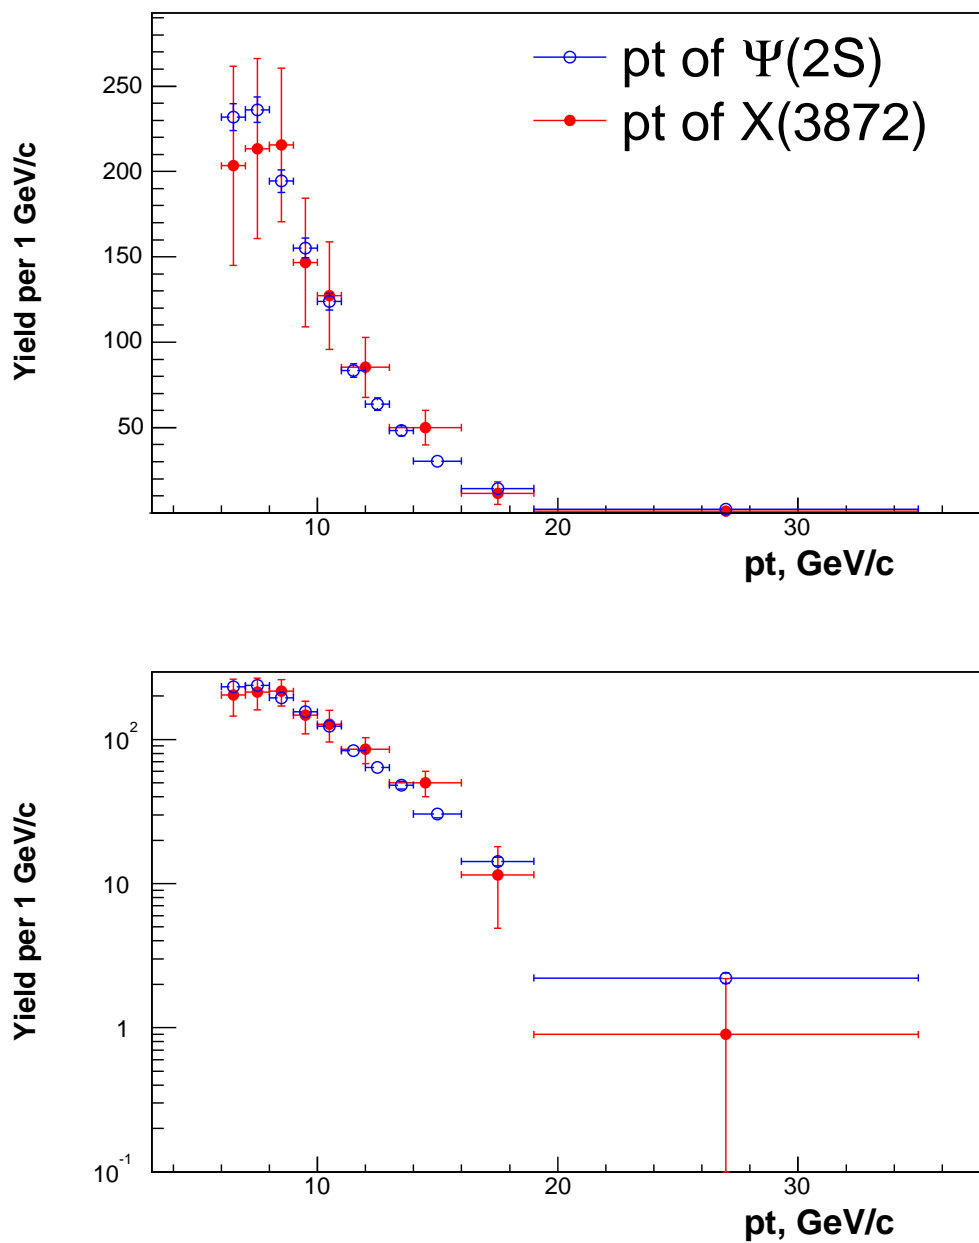 pt of Ψ(2S)
pt of X(3872)
Yield per 1 GeV/c
250
200
150
100
50
10
20
30
pt, GeV/c
Yield per 1 GeV/c
10²
10
1
10⁻¹
10
20
30
pt, GeV/c